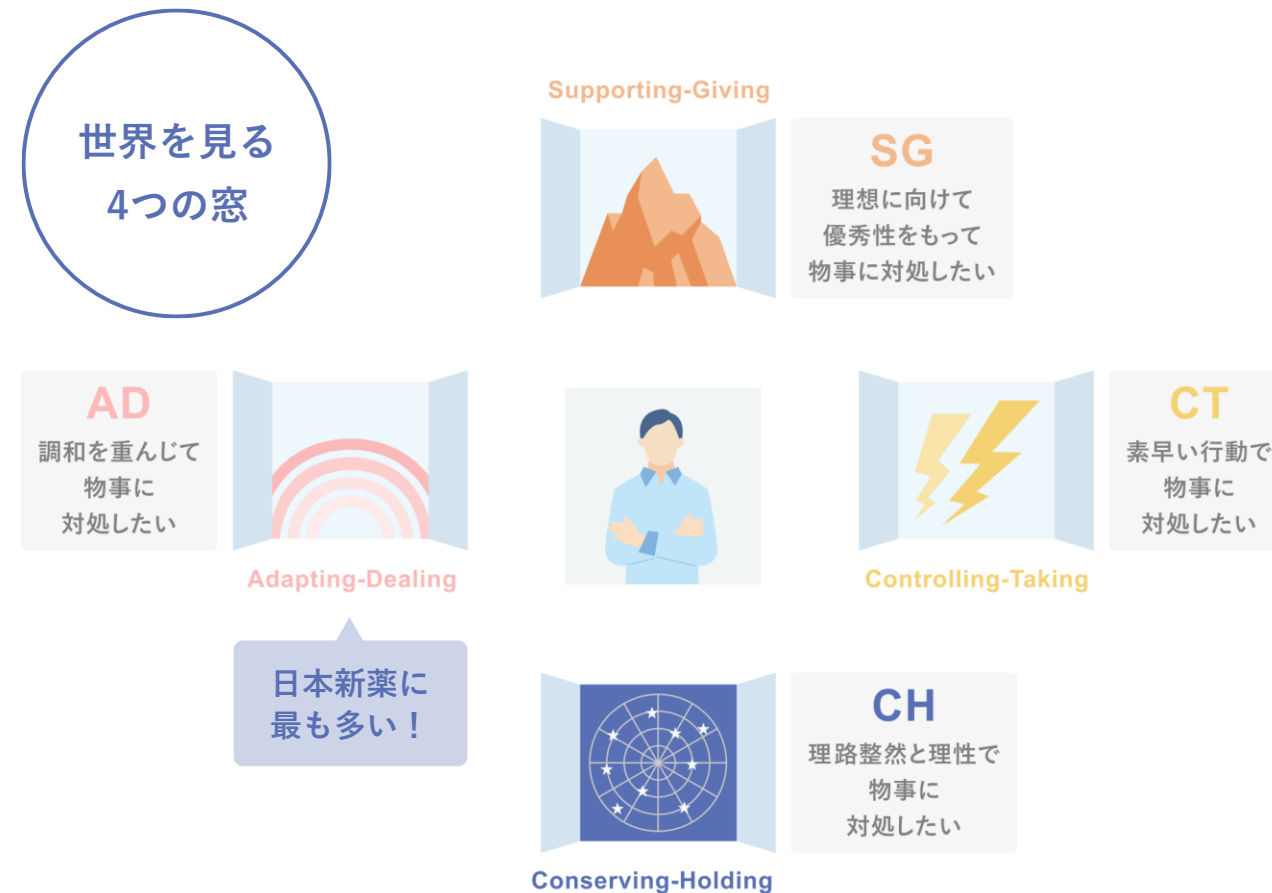 世界を見る
4つの窓
Supporting-Giving
SG
理想に向けて
優秀性をもって
物事に対処したい
AD
調和を重んじて
物事に
対処したい
Adapting-Dealing
日本新薬に
最も多い！
CT
素早い行動で
物事に
対処したい
Controlling-Taking
CH
理路整然と理性で
物事に
対処したい
Conserving-Holding